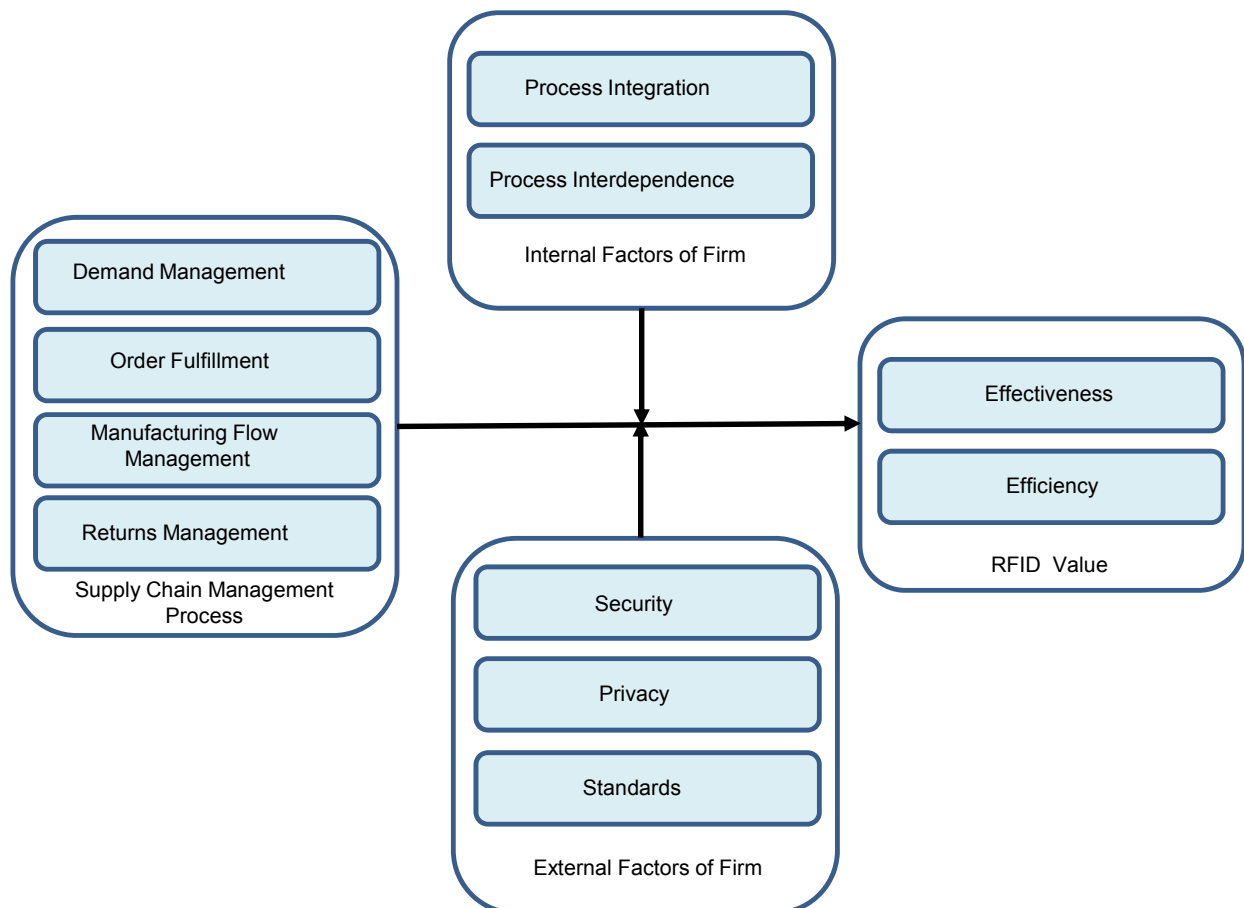 Process Integration
Process Interdependence
Internal Factors of Firm
Demand Management
Order Fulfillment
Manufacturing Flow
Management
Returns Management
Supply Chain Management
Process
Effectiveness
Efficiency
RFID Value
Security
Privacy
Standards
External Factors of Firm